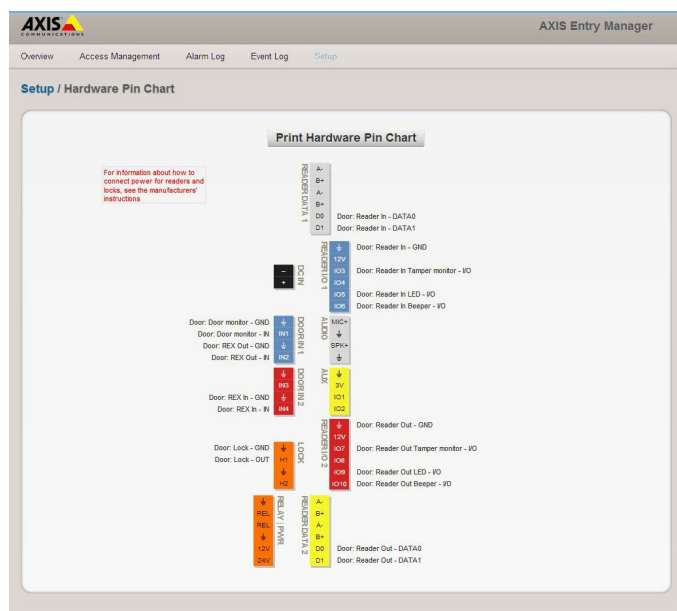 AXIS
COMMUNICATIONS
AXIS Entry Manager
Overview Access Management Alarm Log Event Log Setup
Setup / Hardware Pin Chart
Print Hardware Pin Chart
For information about how to
connect power for readers and
locks, see the manufacturers'
instructions
READER DATA 1
A-
B+
A-
B+
D0 Door: Reader In - DATA0
D1 Door: Reader In - DATA1
READER IO 1
Door: Reader In - GND
12V
IO3 Door: Reader In Tamper monitor - I/O
IO4
IO5 Door: Reader In LED - I/O
IO6 Door: Reader In Beeper - I/O
DC IN
-
+
DOOR IN 1
Door: Door monitor - GND
Door: Door monitor - IN IN1
Door: REX Out - GND
Door: REX Out - IN IN2
AUDIO
MIC+
SPK+
DOOR IN 2
IN3
Door: REX In - GND
Door: REX In - IN IN4
AUX
3V
IO1
IO2
READER IO 2
Door: Reader Out - GND
12V
IO7 Door: Reader Out Tamper monitor - I/O
IO8
IO9 Door: Reader Out LED - I/O
IO10 Door: Reader Out Beeper - I/O
LOCK
Door: Lock - GND
Door: Lock - OUT H1
H2
RELAY | PWR
REL
REL
12V
24V
READER DATA 2
A-
B+
A-
B+
D0 Door: Reader Out - DATA0
D1 Door: Reader Out - DATA1